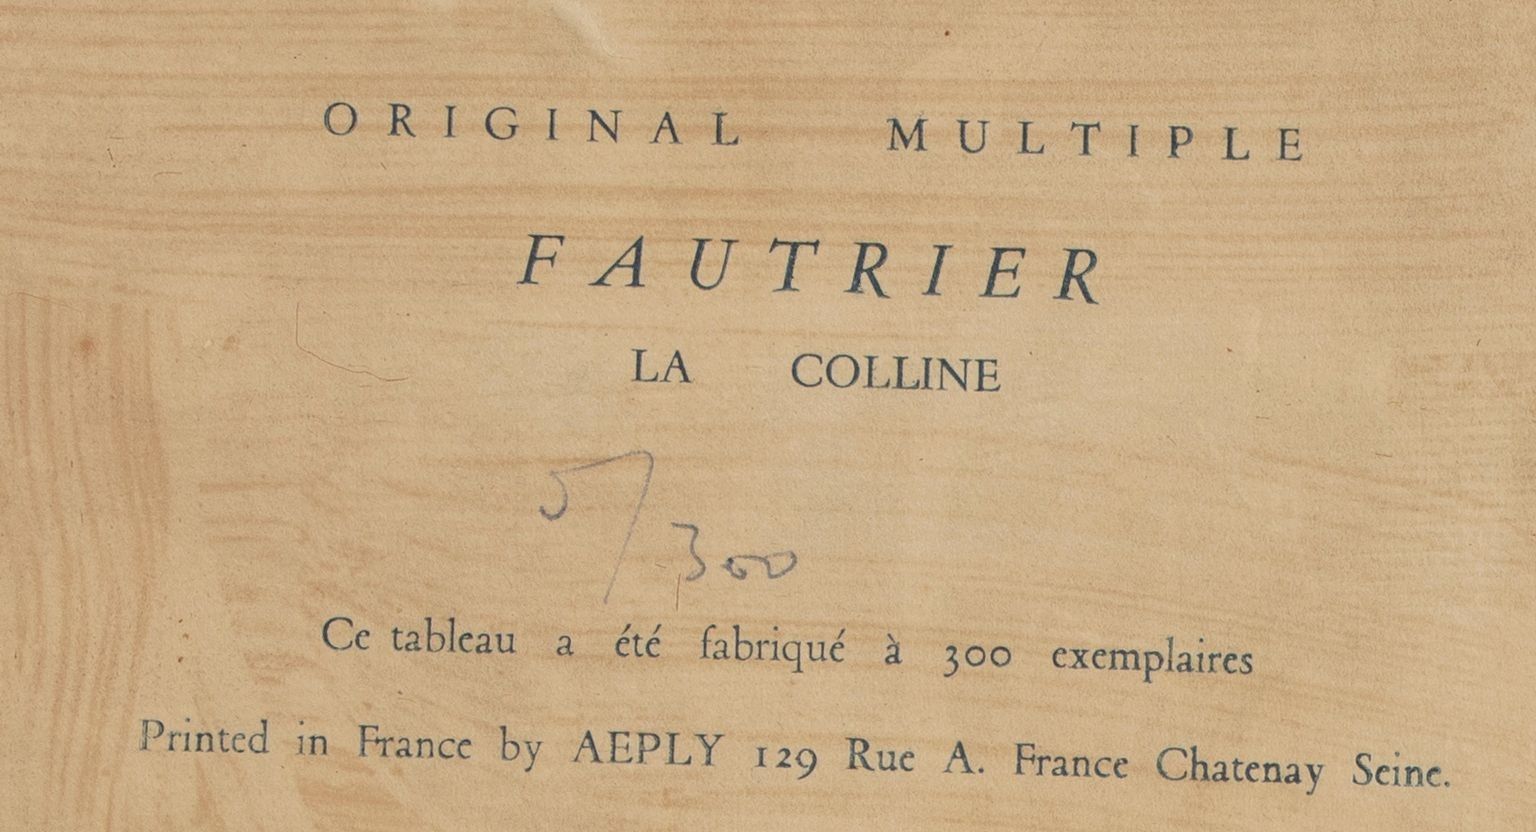 ORIGINAL MULTIPLE
FAUTRIER
LA COLLINE
5/300
Ce tableau a été fabriqué à 300 exemplaires
Printed in France by AEPLY 129 Rue A. France Chatenay Seine.